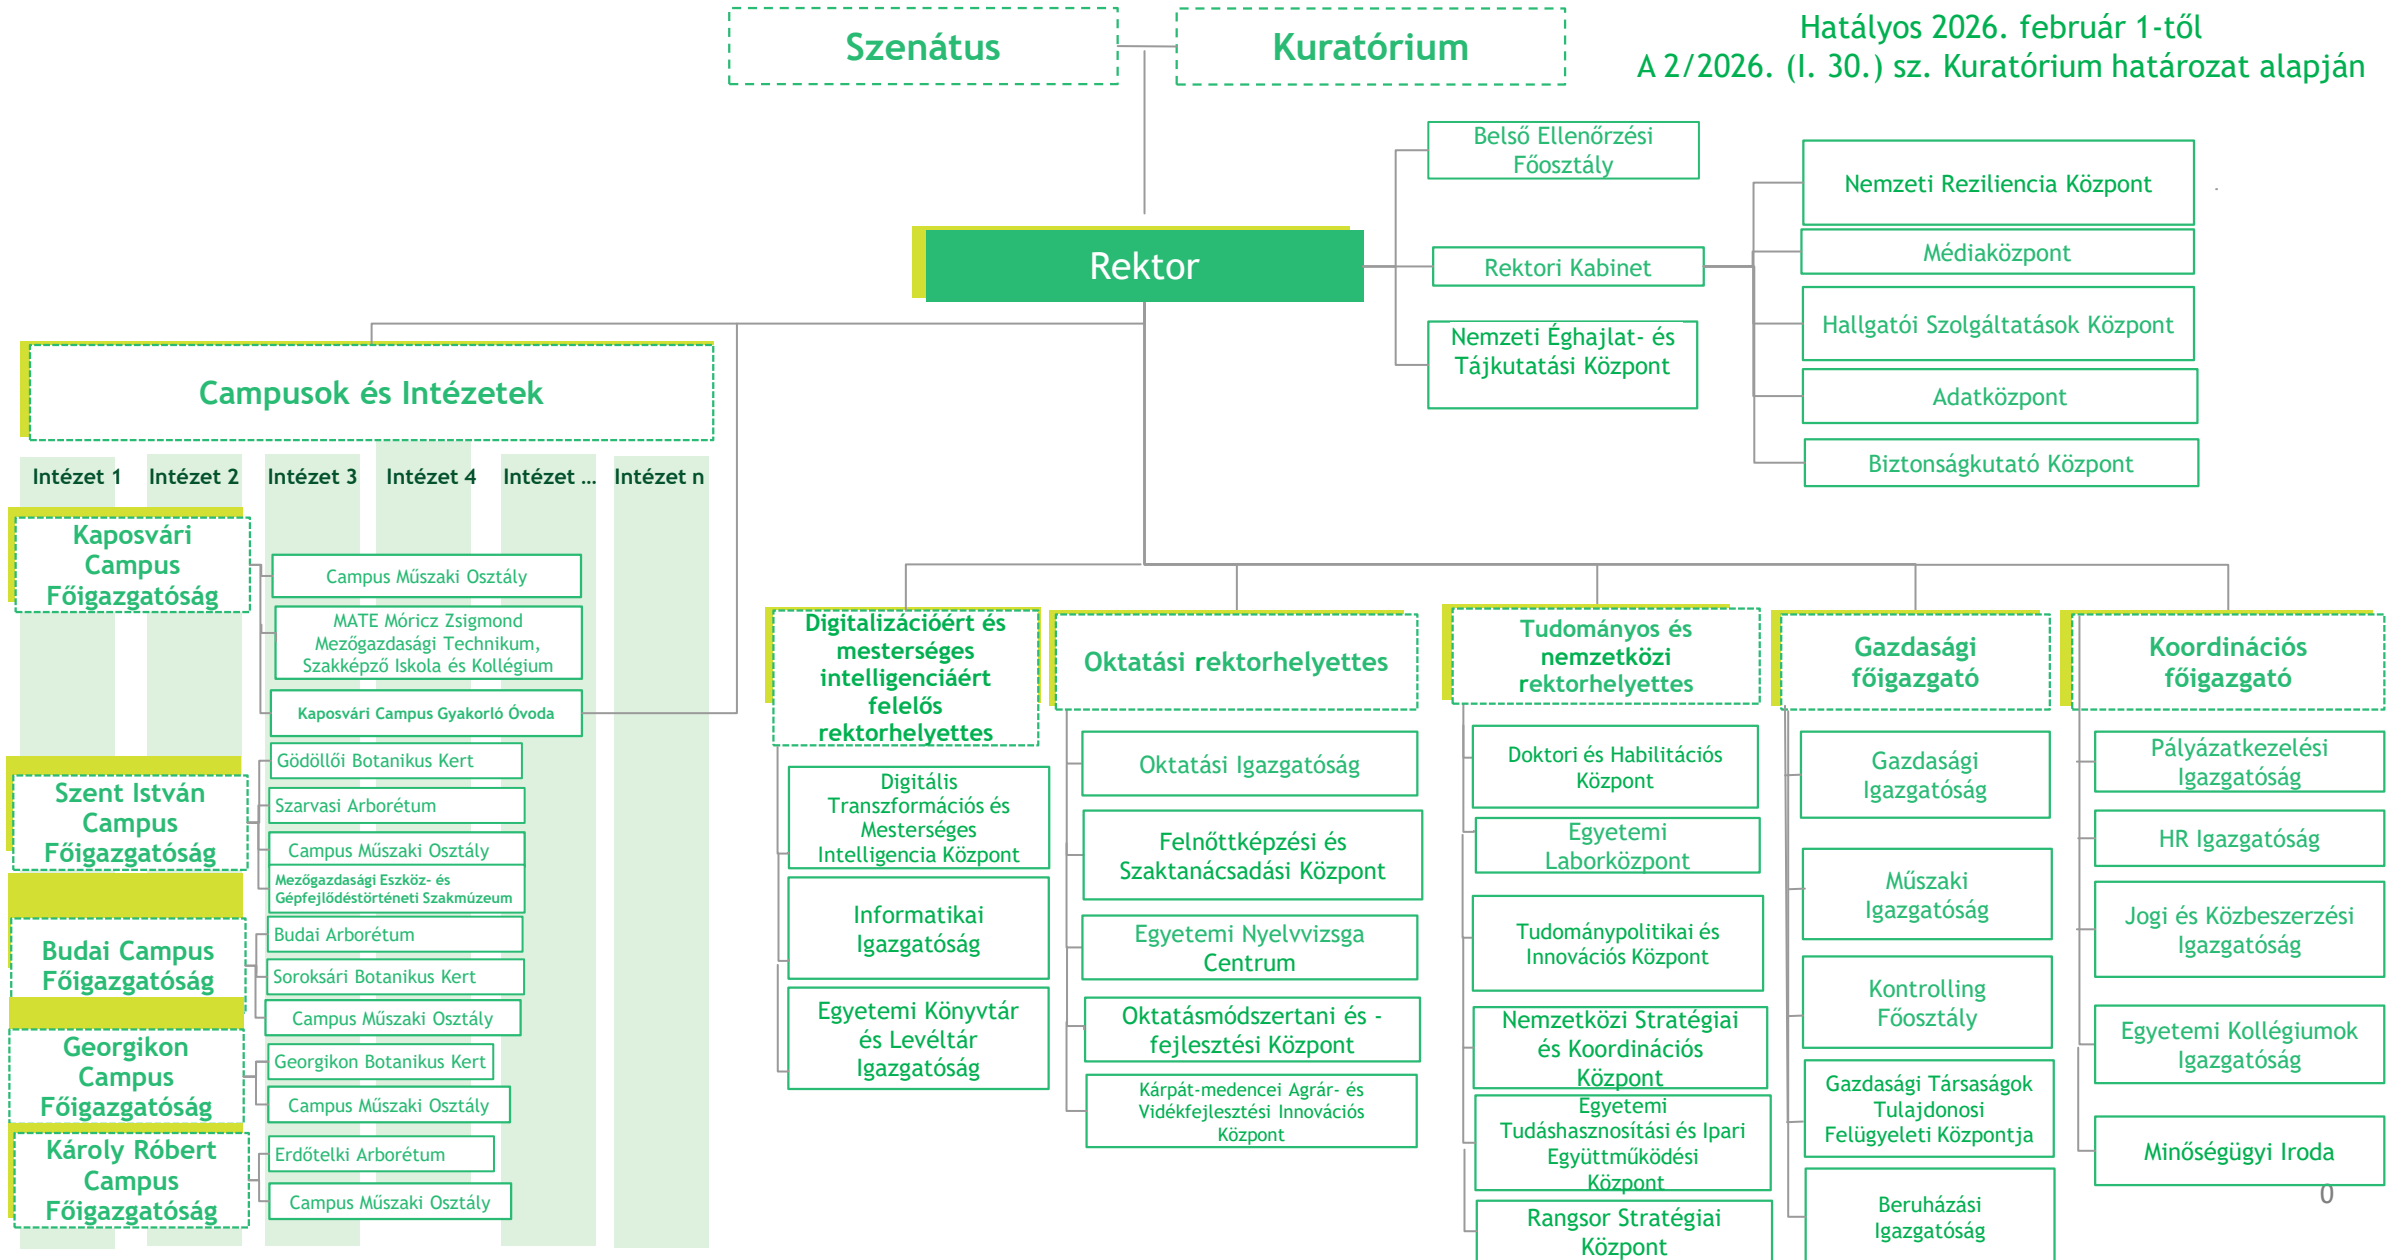 Szenátus
Kuratórium
Hatályos 2026. február 1-től
A 2/2026. (I. 30.) sz. Kuratórium határozat alapján
Belső Ellenőrzési
Főosztály
Nemzeti Reziliencia Központ
Médiaközpont
Rektor
Rektori Kabinet
Hallgatói Szolgáltatások Központ
Nemzeti Éghajlat- és
Tájkutatási Központ
Adatközpont
Biztonságkutató Központ
Campusok és Intézetek
Intézet 1
Intézet 2
Intézet 3
Intézet 4
Intézet ...
Intézet n
Kaposvári
Campus
Főigazgatóság
Campus Műszaki Osztály
MATE Móricz Zsigmond
Mezőgazdasági Technikum,
Szakképző Iskola és Kollégium
Kaposvári Campus Gyakorló Óvoda
Szent István
Campus
Főigazgatóság
Gödöllői Botanikus Kert
Szarvasi Arborétum
Campus Műszaki Osztály
Mezőgazdasági Eszköz- és
Gépfejlődéstörténeti Szakmúzeum
Budai Campus
Főigazgatóság
Budai Arborétum
Soroksári Botanikus Kert
Campus Műszaki Osztály
Georgikon
Campus
Főigazgatóság
Georgikon Botanikus Kert
Campus Műszaki Osztály
Károly Róbert
Campus
Főigazgatóság
Erdőtelki Arborétum
Campus Műszaki Osztály
Digitalizációért és
mesterséges
intelligenciáért
felelős
rektorhelyettes
Digitális
Transzformációs és
Mesterséges
Intelligencia Központ
Informatikai
Igazgatóság
Egyetemi Könyvtár
és Levéltár
Igazgatóság
Oktatási rektorhelyettes
Oktatási Igazgatóság
Felnőttképzési és
Szaktanácsadási Központ
Egyetemi Nyelvvizsga
Centrum
Oktatásmódszertani és -
fejlesztési Központ
Kárpát-medencei Agrár- és
Vidékfejlesztési Innovációs
Központ
Tudományos és
nemzetközi
rektorhelyettes
Doktori és Habilitációs
Központ
Egyetemi
Laborközpont
Tudománypolitikai és
Innovációs Központ
Nemzetközi Stratégiai
és Koordinációs
Központ
Egyetemi
Tudáshasznosítási és Ipari
Együttműködési
Központ
Rangsor Stratégiai
Központ
Gazdasági
főigazgató
Gazdasági
Igazgatóság
Műszaki
Igazgatóság
Kontrolling
Főosztály
Gazdasági Társaságok
Tulajdonosi
Felügyeleti Központja
Beruházási
Igazgatóság
Koordinációs
főigazgató
Pályázatkezelési
Igazgatóság
HR Igazgatóság
Jogi és Közbeszerzési
Igazgatóság
Egyetemi Kollégiumok
Igazgatóság
Minőségügyi Iroda
0